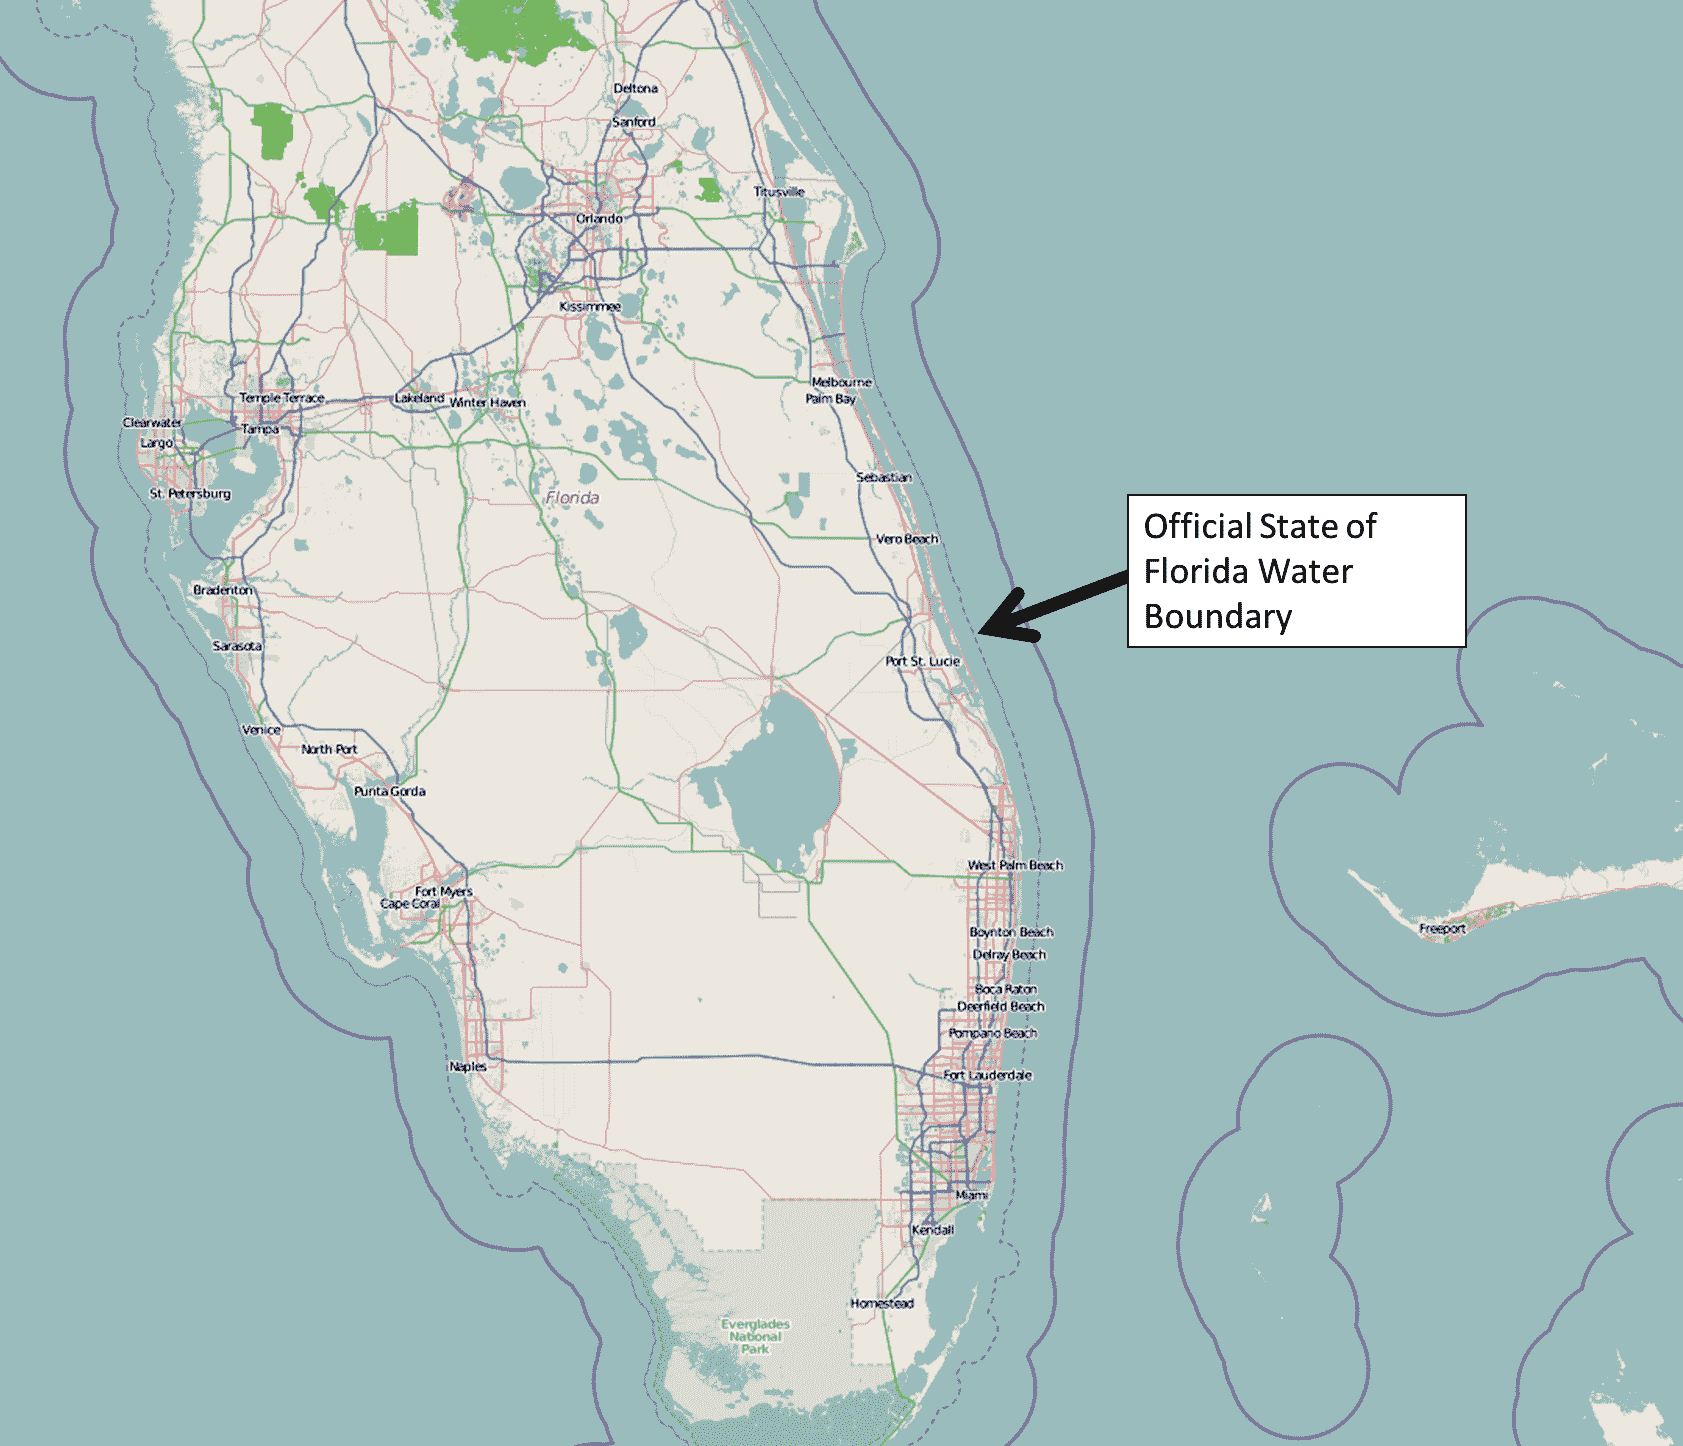 Deltona
Sanford
Titusville
Orlando
Kissimmee
Melbourne
Palm Bay
Temple Terrace
Lakeland
Winter Haven
Clearwater
Tampa
Largo
St. Petersburg
Florida
Sebastian
Vero Beach
Official State of
Florida Water
Boundary
Bradenton
Sarasota
Port St. Lucie
Venice
North Port
Punta Gorda
West Palm Beach
Fort Myers
Cape Coral
Freeport
Boynton Beach
Delray Beach
Boca Raton
Deerfield Beach
Pompano Beach
Naples
Fort Lauderdale
Miami
Kendall
Homestead
Everglades
National
Park